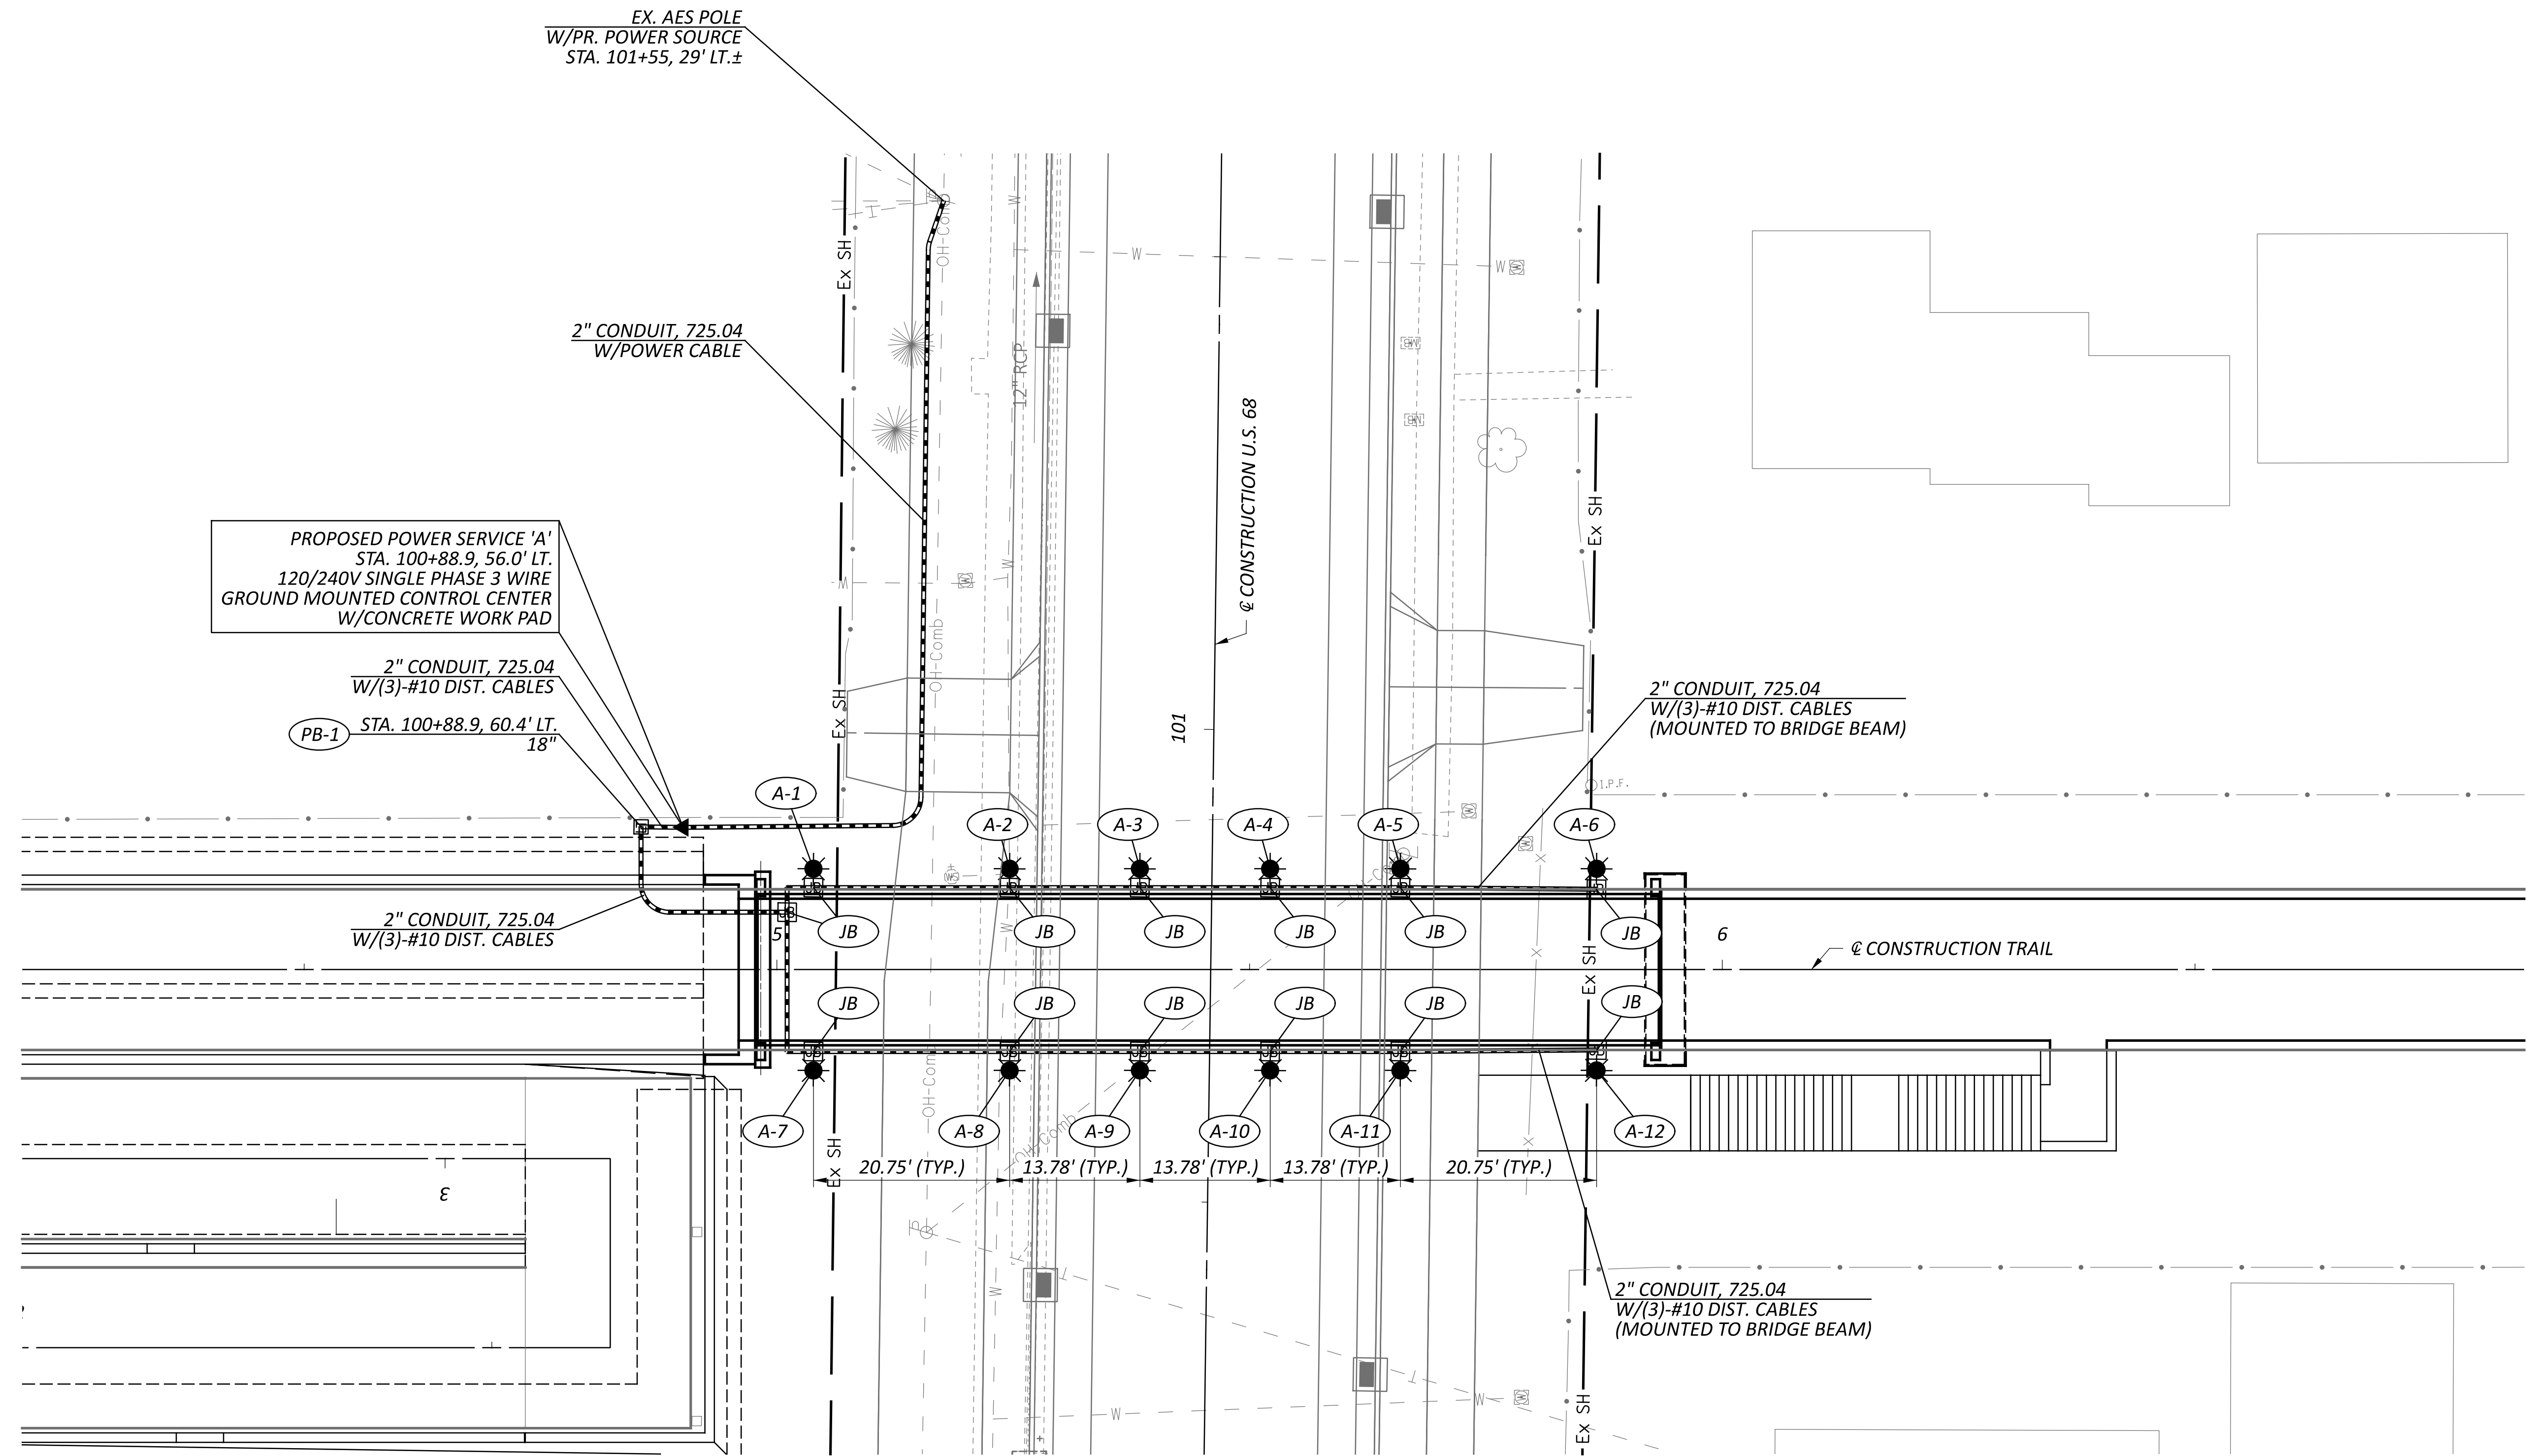 EX. AES POLE
W/PR. POWER SOURCE
STA. 101+55, 29' LT.±
2" CONDUIT, 725.04
W/POWER CABLE
PROPOSED POWER SERVICE 'A'
STA. 100+88.9, 56.0' LT.
120/240V SINGLE PHASE 3 WIRE
GROUND MOUNTED CONTROL CENTER
W/CONCRETE WORK PAD
2" CONDUIT, 725.04
W/(3)-#10 DIST. CABLES
PB-1
STA. 100+88.9, 60.4' LT.
18"
2" CONDUIT, 725.04
W/(3)-#10 DIST. CABLES
Ex SH
Ex SH
Ex SH
OH-Comb
OH-Comb
OH-Comb
OH-Comb
12" RCP
W
W
W
W
W
W
W
W
W
W
℄ CONSTRUCTION U.S. 68
101
Ex SH
Ex SH
Ex SH
2" CONDUIT, 725.04
W/(3)-#10 DIST. CABLES
(MOUNTED TO BRIDGE BEAM)
I.P.F.
A-1
A-2
A-3
A-4
A-5
A-6
JB
JB
JB
JB
JB
JB
5
6
℄ CONSTRUCTION TRAIL
JB
JB
JB
JB
JB
JB
A-7
A-8
A-9
A-10
A-11
A-12
20.75' (TYP.)
13.78' (TYP.)
13.78' (TYP.)
13.78' (TYP.)
20.75' (TYP.)
X
X
X
3
2" CONDUIT, 725.04
W/(3)-#10 DIST. CABLES
(MOUNTED TO BRIDGE BEAM)